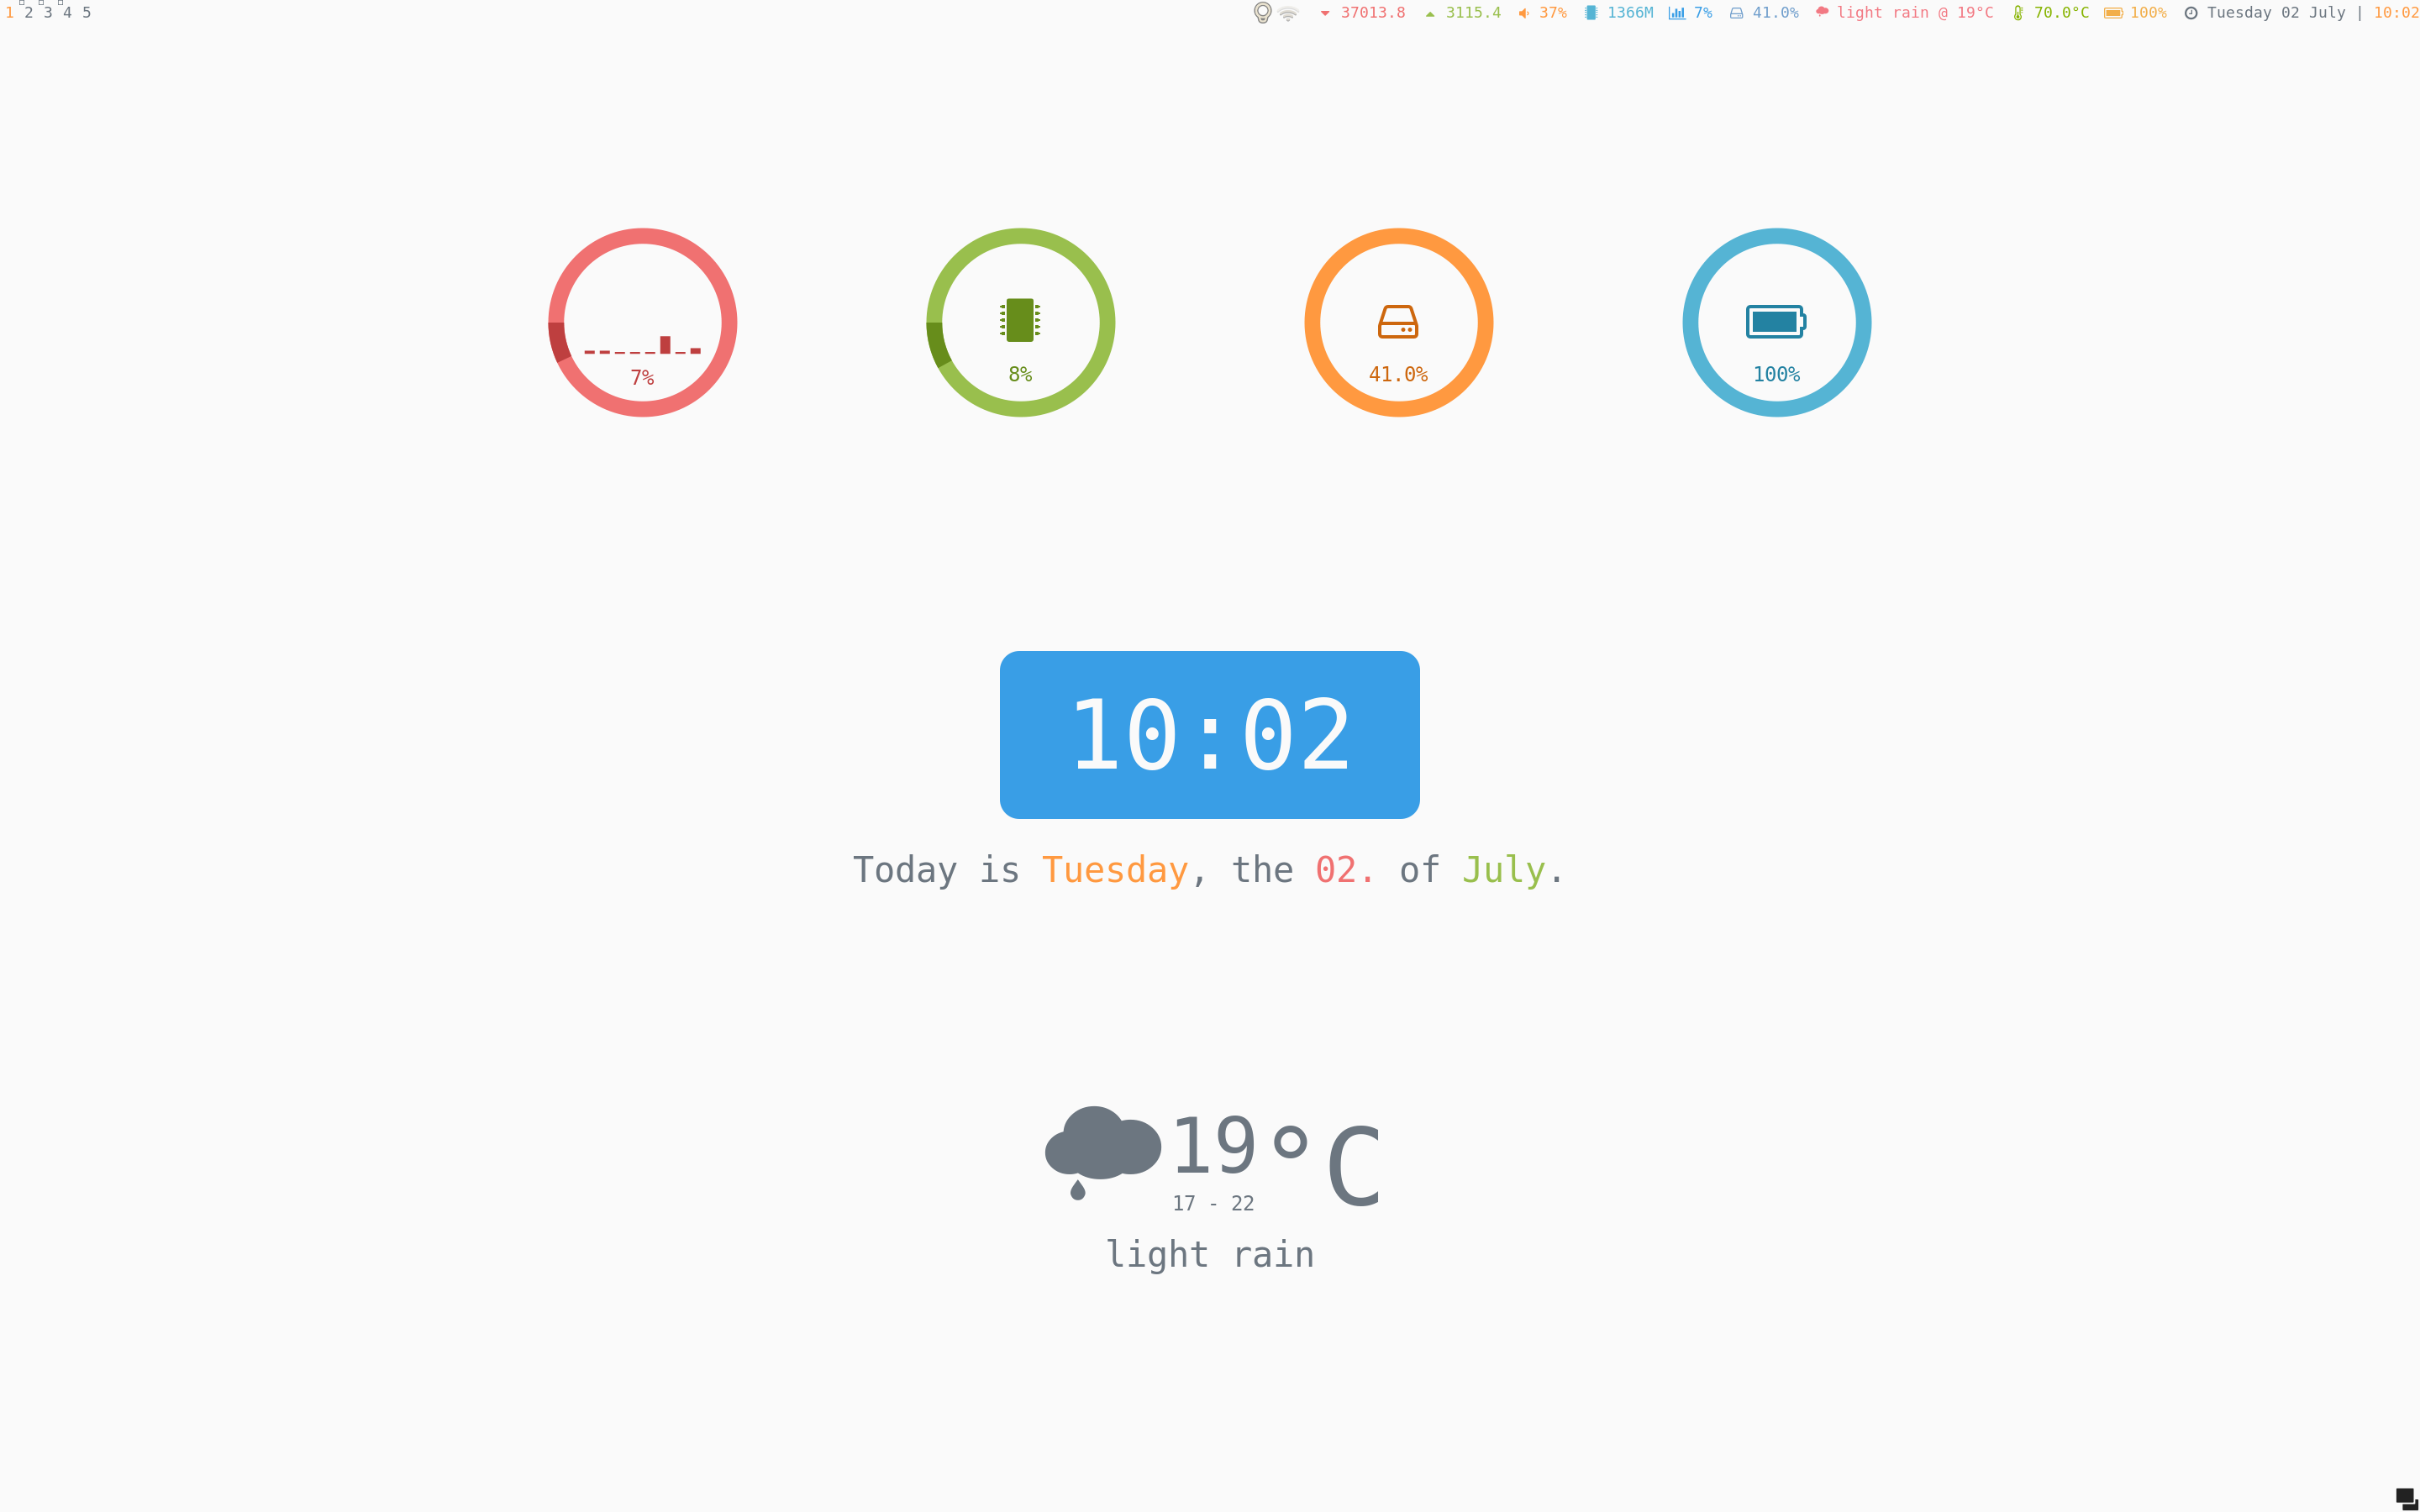 1 2 3 4 5
37013.8 3115.4 37% 1366M 7% 41.0% light rain @ 19°C 70.0°C 100% Tuesday 02 July | 10:02
7% 8% 41.0% 100%
10:02
Today is Tuesday, the 02. of July.
19°C
17 - 22
light rain